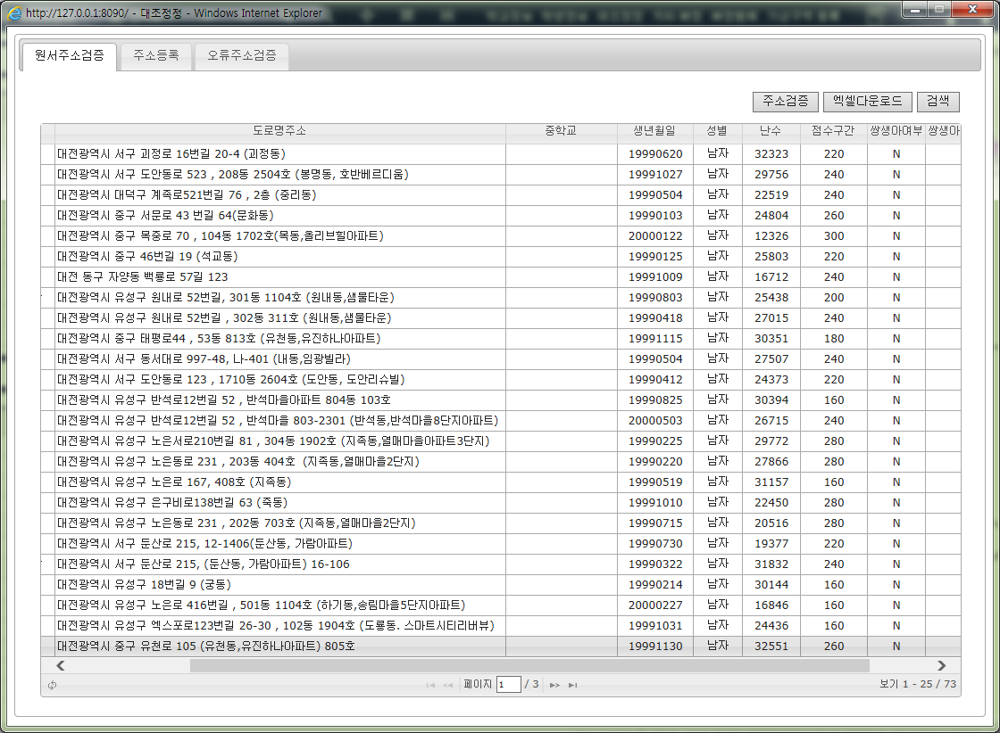 http://127.0.0.1:8090/ - 대조정정 - Windows Internet Explorer
원서주소검증 주소등록 오류주소검증
주소검증 엑셀다운로드 검색
도로명주소 중학교 생년월일 성별 난수 점수구간 쌍생아여부 쌍생아
대전광역시 서구 괴정로 16번길 20-4 (괴정동) 19990620 남자 32323 220 N
대전광역시 서구 도안동로 523 , 208동 2504호 (봉명동, 호반베르디움) 19991027 남자 29756 240 N
대전광역시 대덕구 계족로521번길 76 , 2층 (중리동) 19990504 남자 22519 240 N
대전광역시 중구 서문로 43 번길 64(문화동) 19990103 남자 24804 260 N
대전광역시 중구 목중로 70 , 104동 1702호(목동,올리브힐아파트) 20000122 남자 12326 300 N
대전광역시 중구 46번길 19 (석교동) 19990125 남자 25803 220 N
대전 동구 자양동 백룡로 57길 123 19991009 남자 16712 240 N
대전광역시 유성구 원내로 52번길, 301동 1104호 (원내동,샘물타운) 19990803 남자 25438 200 N
대전광역시 유성구 원내로 52번길 , 302동 311호 (원내동,샘물타운) 19990418 남자 27015 240 N
대전광역시 중구 태평로44 , 53동 813호 (유천동,유진하나아파트) 19991115 남자 30351 180 N
대전광역시 서구 동서대로 997-48, 나-401 (내동,임광빌라) 19990504 남자 27507 240 N
대전광역시 서구 도안동로 123 , 1710동 2604호 (도안동, 도안리슈빌) 19990412 남자 24373 220 N
대전광역시 유성구 반석로12번길 52 , 반석마을아파트 804동 103호 19990825 남자 30394 160 N
대전광역시 유성구 반석로12번길 52 , 반석마을 803-2301 (반석동,반석마을8단지아파트) 20000503 남자 26715 240 N
대전광역시 유성구 노은서로210번길 81 , 304동 1902호 (지족동,열매마을아파트3단지) 19990225 남자 29772 280 N
대전광역시 유성구 노은동로 231 , 203동 404호 (지족동,열매마을2단지) 19990220 남자 27866 280 N
대전광역시 유성구 노은로 167, 408호 (지족동) 19990519 남자 31157 160 N
대전광역시 유성구 은구비로138번길 63 (죽동) 19991010 남자 22450 280 N
대전광역시 유성구 노은동로 231 , 202동 703호 (지족동,열매마을2단지) 19990715 남자 20516 280 N
대전광역시 서구 둔산로 215, 12-1406(둔산동, 가람아파트) 19990730 남자 19377 220 N
대전광역시 서구 둔산로 215, (둔산동, 가람아파트) 16-106 19990322 남자 31832 240 N
대전광역시 유성구 18번길 9 (궁동) 19990214 남자 30144 160 N
대전광역시 유성구 노은로 416번길 , 501동 1104호 (하기동,송림마을5단지아파트) 20000227 남자 16846 160 N
대전광역시 유성구 엑스포로123번길 26-30 , 102동 1904호 (도룡동. 스마트시티리버뷰) 19991031 남자 24436 160 N
대전광역시 중구 유천로 105 (유천동,유진하나아파트) 805호 19991130 남자 32551 260 N
페이지 1 / 3 보기 1 - 25 / 73